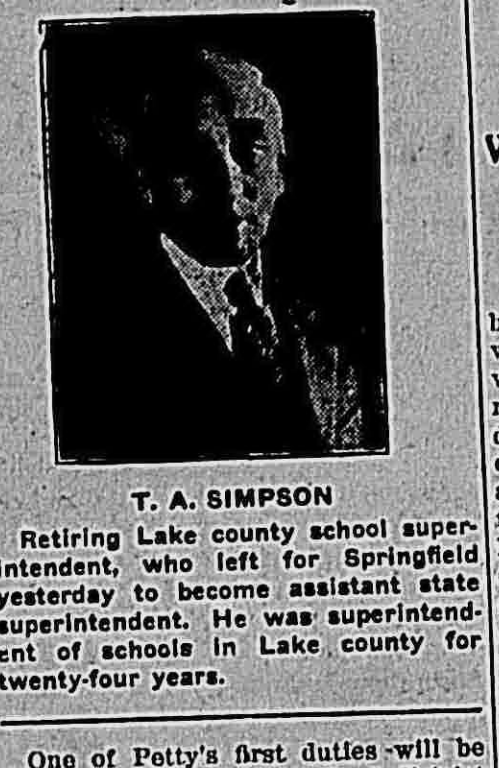 T. A. SIMPSON
Retiring Lake county school super-
intendent, who left for Springfield
yesterday to become assistant state
superintendent. He was superintend-
ent of schools in Lake county for
twenty-four years.
One of Petty's first duties will be